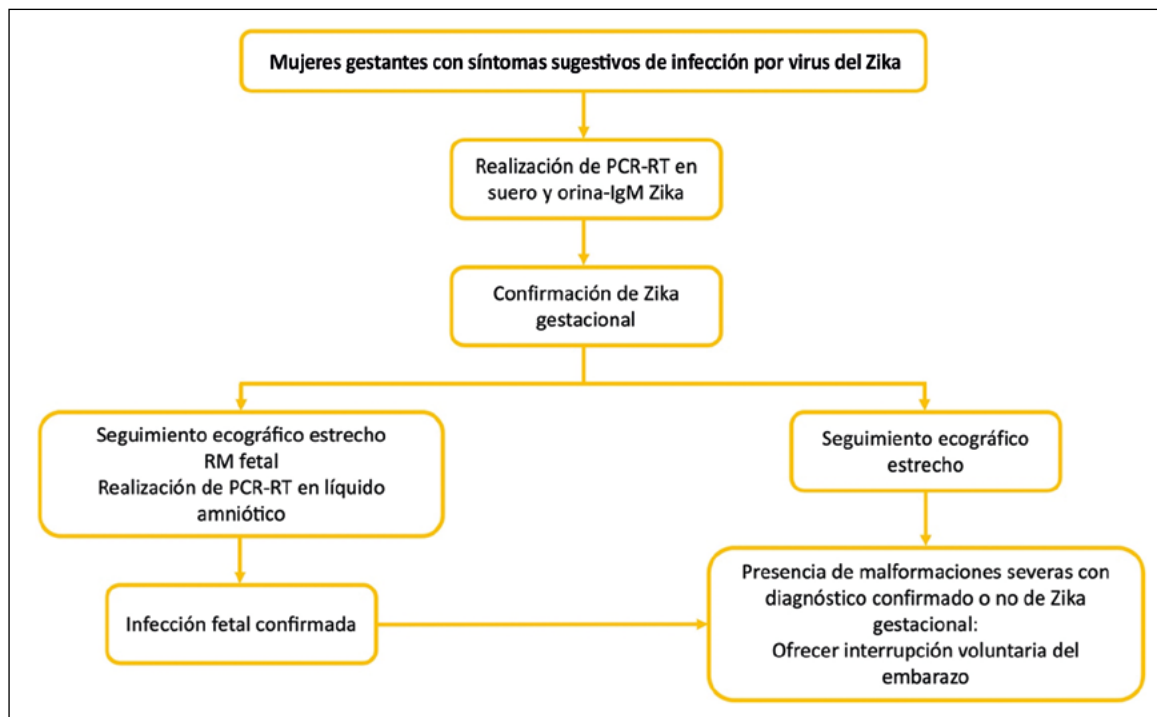 Mujeres gestantes con síntomas sugestivos de infección por virus del Zika
Realización de PCR-RT en
suero y orina-IgM Zika
Confirmación de Zika
gestacional
Seguimiento ecográfico estrecho
RM fetal
Realización de PCR-RT en líquido
amniótico
Seguimiento ecográfico
estrecho
Infección fetal confirmada
Presencia de malformaciones severas con
diagnóstico confirmado o no de Zika
gestacional:
Ofrecer interrupción voluntaria del
embarazo